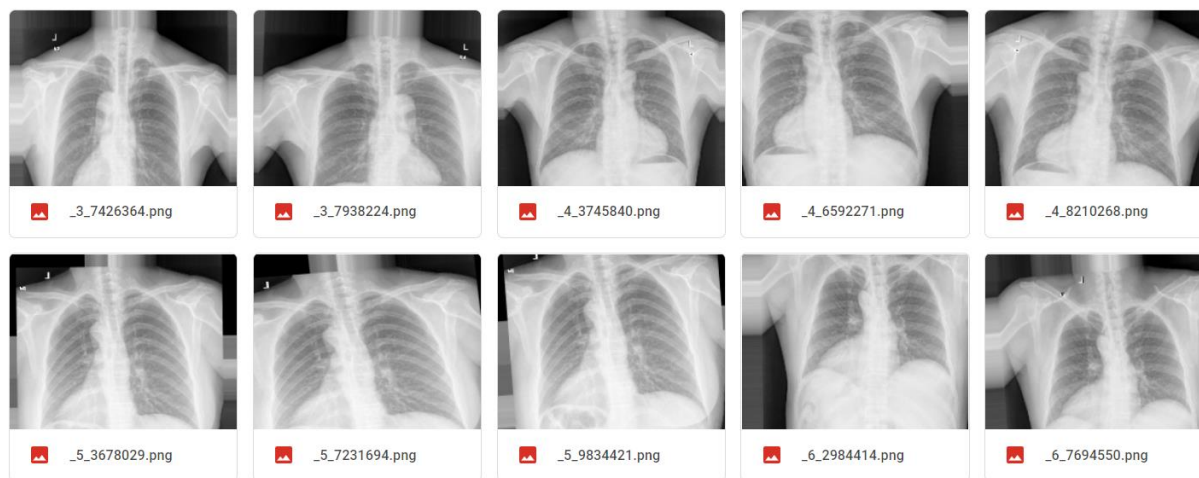 _3_7426364.png
_3_7938224.png
_4_3745840.png
_4_6592271.png
_4_8210268.png
_5_3678029.png
_5_7231694.png
_5_9834421.png
_6_2984414.png
_6_7694550.png